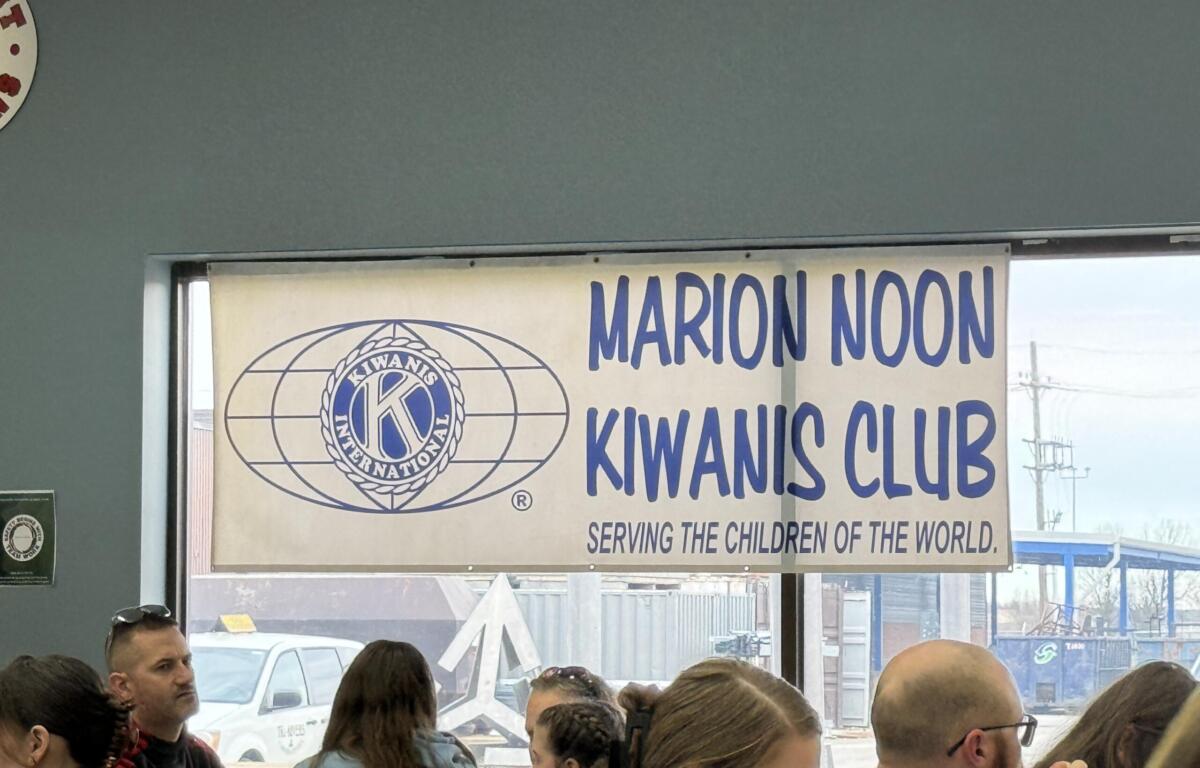 MARION NOON
KIWANIS CLUB
SERVING THE CHILDREN OF THE WORLD.
KIWANIS
K
INTERNATIONAL
®